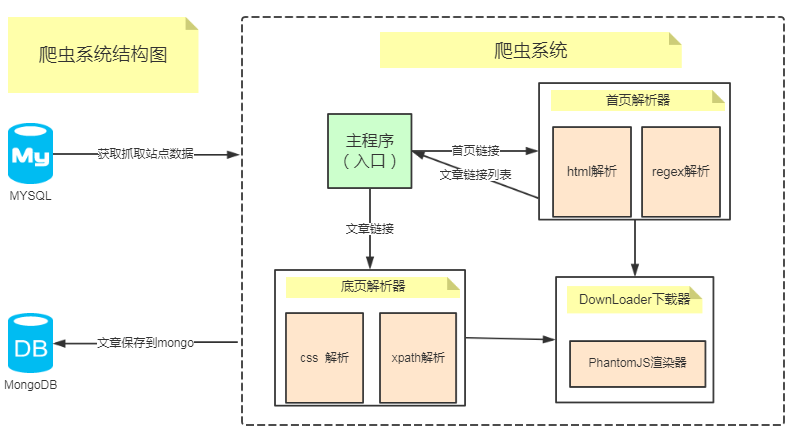 爬虫系统结构图
爬虫系统
首页解析器
主程序
（入口）
首页链接
html解析
regex解析
My
获取抓取站点数据
文章链接列表
MYSQL
文章链接
底页解析器
DownLoader下载器
DB
文章保存到mongo
css 解析
xpath解析
PhantomJS渲染器
MongoDB